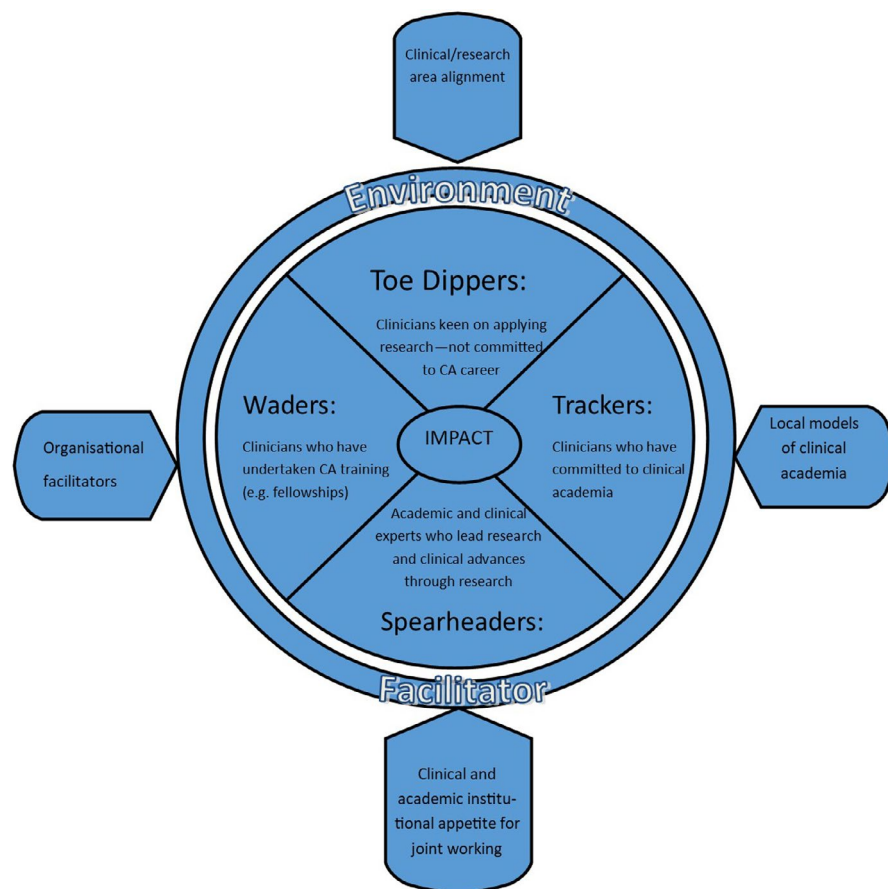 Clinical/research
area alignment
Environment
Toe Dippers:
Clinicians keen on applying
research—not committed
to CA career
Waders:
Clinicians who have
undertaken CA training
(e.g. fellowships)
IMPACT
Trackers:
Clinicians who have
committed to clinical
academia
Organisational
facilitators
Local models
of clinical
academia
Academic and clinical
experts who lead research
and clinical advances
through research
Spearheaders:
Facilitator
Clinical and
academic institu-
tional appetite for
joint working